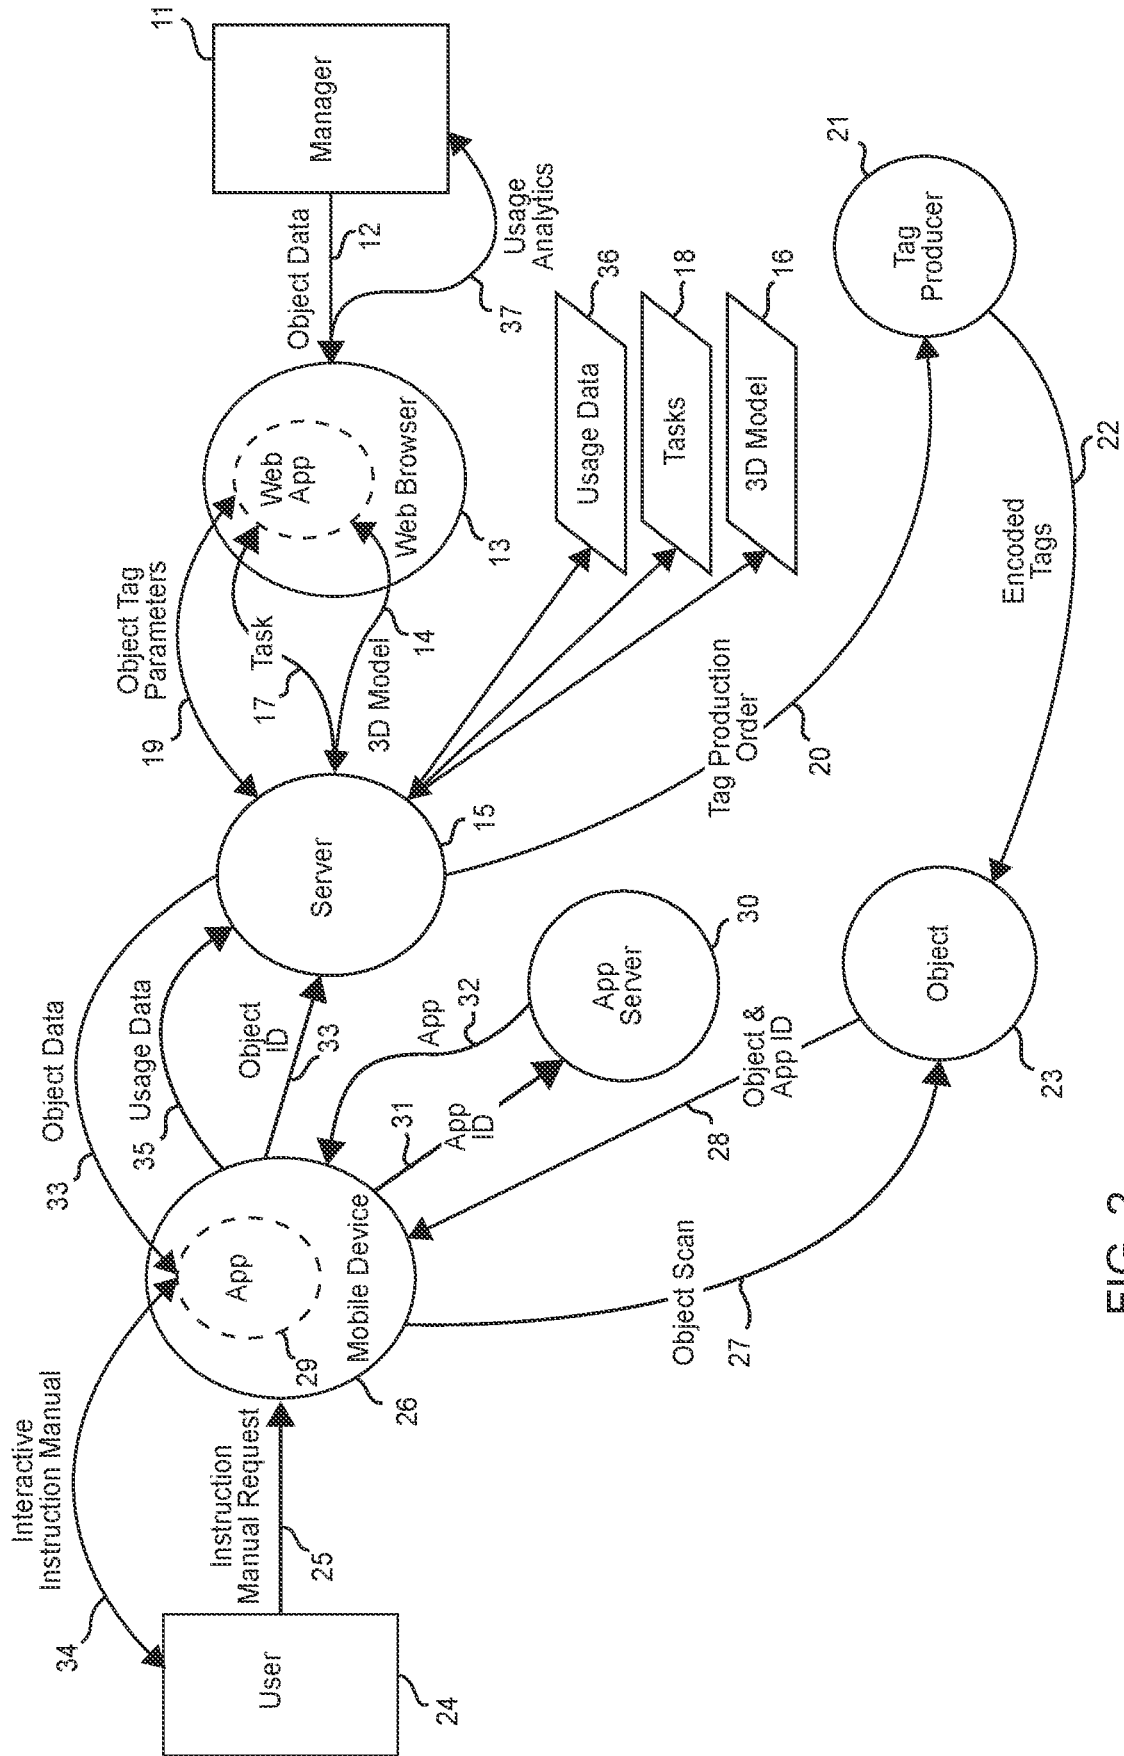 Interactive
Instruction Manual
34
User
24
Instruction
Manual Request
25
App
29
Mobile Device
26
Object Data
33
Usage Data
35
Object
ID
33
App
32
App
ID
31
App
Server
30
Object &
App ID
28
Object Scan
27
Object
23
Server
15
Object Tag
Parameters
19
Task
17
3D Model
14
Web
App
Web Browser
13
Object Data
12
Manager
11
Usage
Analytics
37
Usage Data
36
Tasks
18
3D Model
16
Tag Production
Order
20
Tag
Producer
21
Encoded
Tags
22